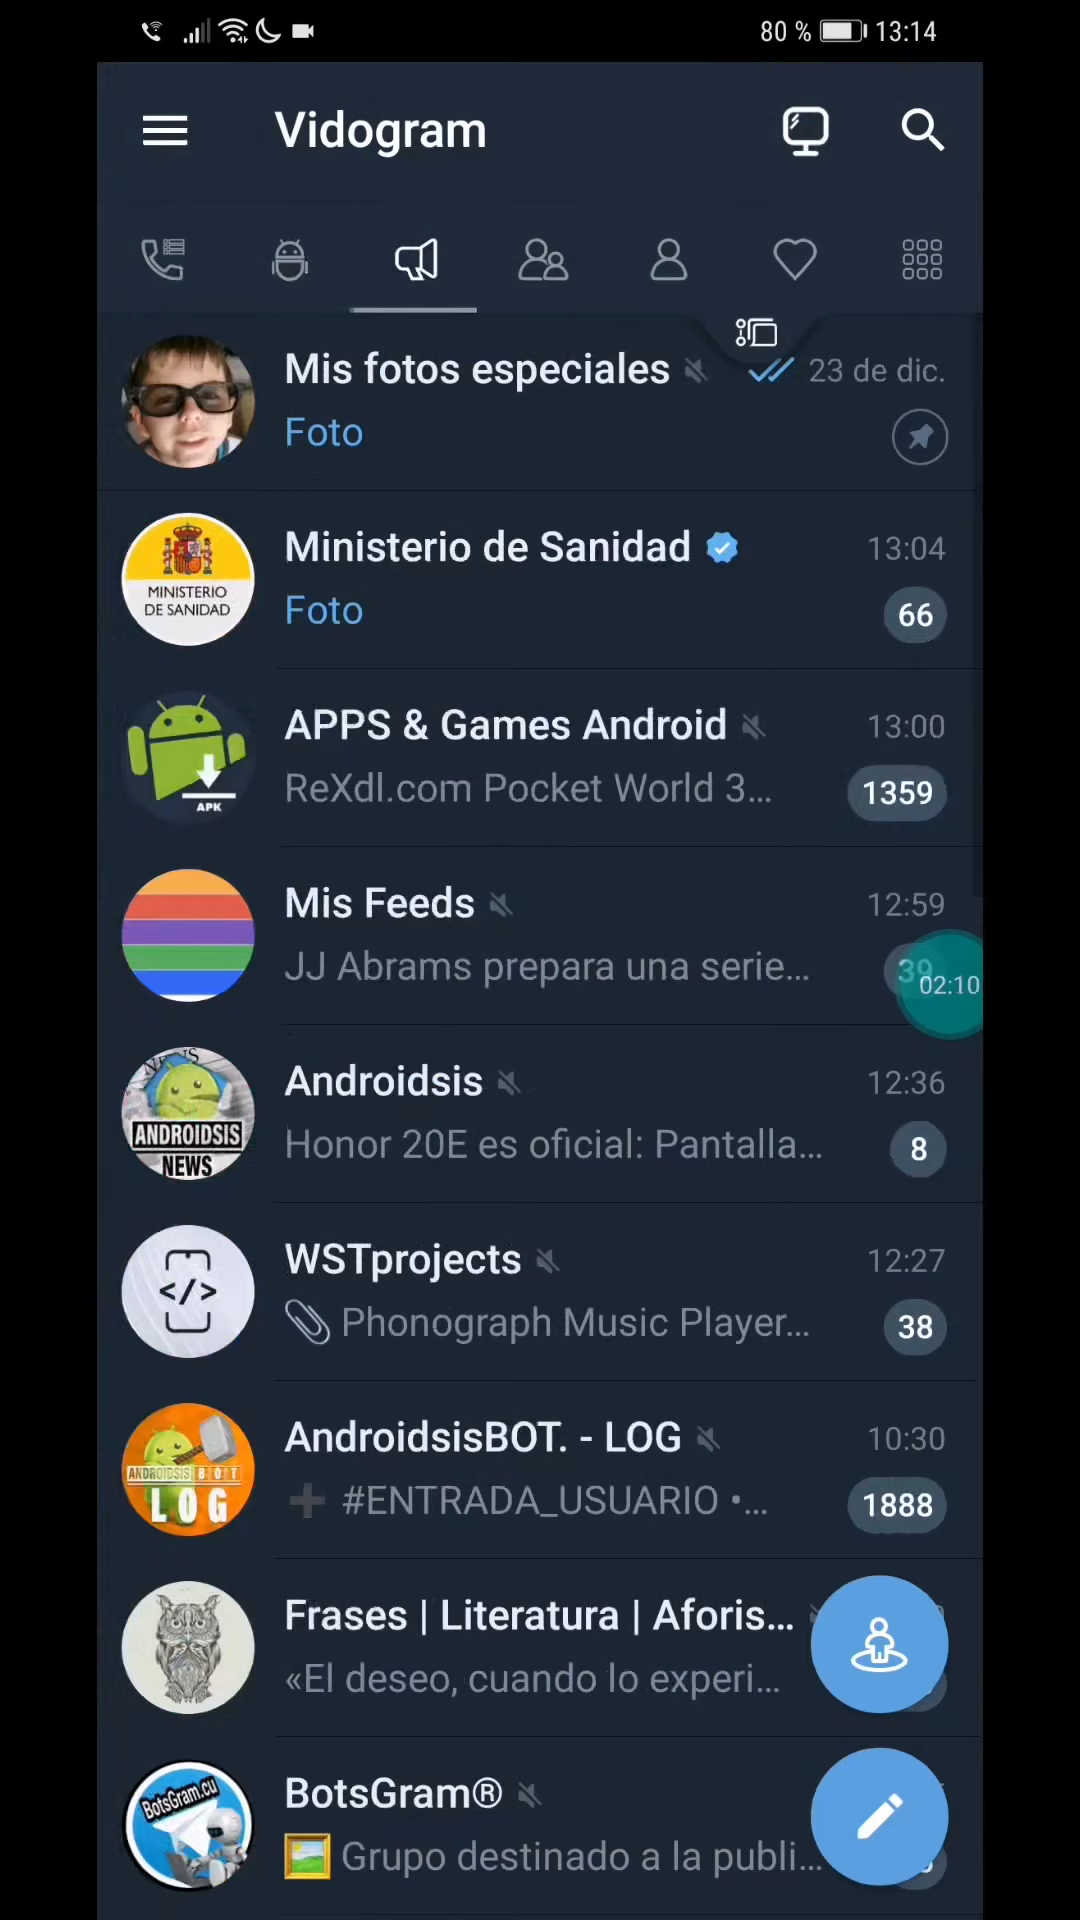 80 % 13:14
Vidogram
Mis fotos especiales 23 de dic.
Foto
Ministerio de Sanidad 13:04
MINISTERIO
DE SANIDAD
Foto
66
APPS & Games Android 13:00
ReXdl.com Pocket World 3... 1359
APK
Mis Feeds 12:59
JJ Abrams prepara una serie... 39
02:10
Androidsis 12:36
NEWS
ANDROIDSIS
NEWS
Honor 20E es oficial: Pantalla... 8
WSTprojects 12:27
</>
Phonograph Music Player... 38
AndroidsisBOT. - LOG 10:30
ANDROIDSIS BOT
LOG
#ENTRADA_USUARIO •... 1888
Frases | Literatura | Aforis...
«El deseo, cuando lo experi...
BotsGram® 
BotsGram.cu
Grupo destinado a la publi...